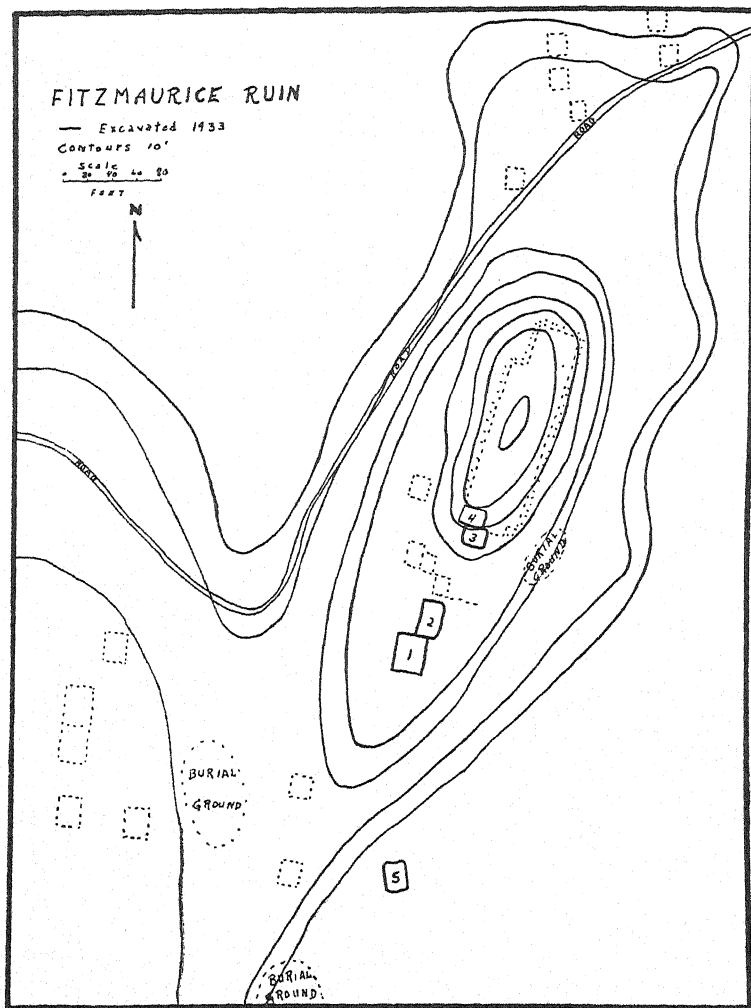 FITZMAURICE RUIN
— Excavated 1933
CONTOURS 10'
Scale
0 20 40 60 80
FEET
N
ROAD
ROAD
ROAD
4
3
BURIAL
GROUND
2
1
BURIAL
GROUND
5
BURIAL
GROUND